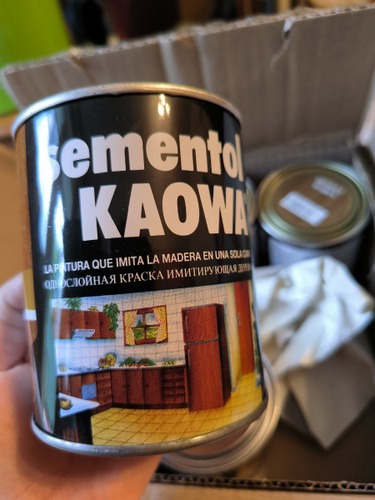 sementol
KAOWA
LA PINTURA QUE IMITA LA MADERA EN UNA SOLA
ОДНОСЛОЙНАЯ КРАСКА ИМИТИРУЮЩАЯ